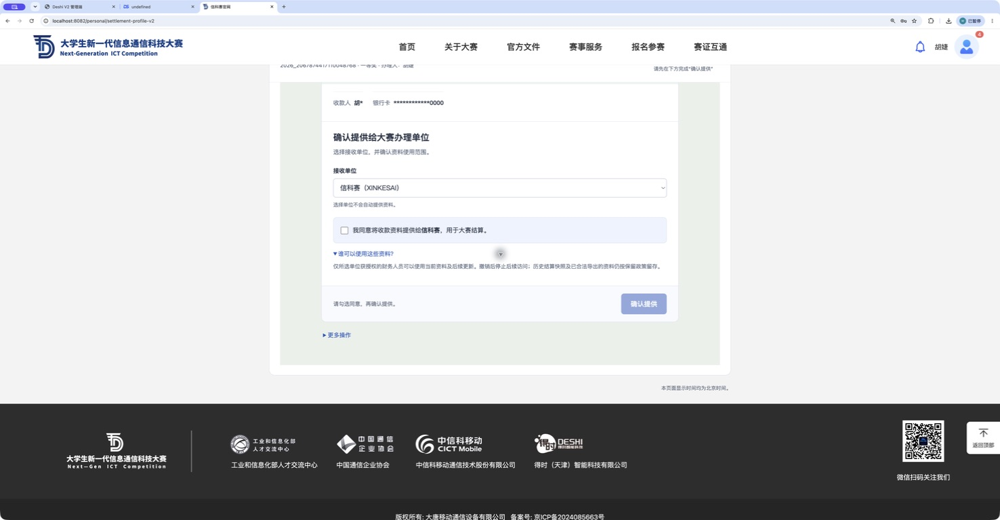 Deshi V2 管理端
undefined
信科赛官网
localhost:8082/personal/settlement-profile-v2
已暂停
大学生新一代信息通信科技大赛
Next-Generation ICT Competition
首页
关于大赛
官方文件
赛事服务
报名参赛
赛证互通
胡婕
4
请先在下方完成"确认提供"
收款人 胡* 银行卡 ************0000
确认提供给大赛办理单位
选择接收单位，并确认资料使用范围。
接收单位
信科赛（XINKESAI）
选择单位不会自动提供资料。
我同意将收款资料提供给信科赛，用于大赛结算。
▼谁可以使用这些资料?
仅所选单位获授权的财务人员可以使用当前资料及后续更新。撤销后停止后续访问；历史结算快照及已合法导出的资料仍按保留政策留存。
请勾选同意，再确认提供。
确认提供
▶更多操作
本页面显示时间均为北京时间。
大学生新一代信息通信科技大赛
Next-Gen ICT Competition
工业和信息化部
人才交流中心
工业和信息化部人才交流中心
中国通信
企业协会
中国通信企业协会
中信科移动
CICT Mobile
中信科移动通信技术股份有限公司
得时 DESHI
得时智能科技
得时（天津）智能科技有限公司
微信扫码关注我们
返回顶部
版权所有: 大唐移动通信设备有限公司 备案号: 京ICP备2024085663号